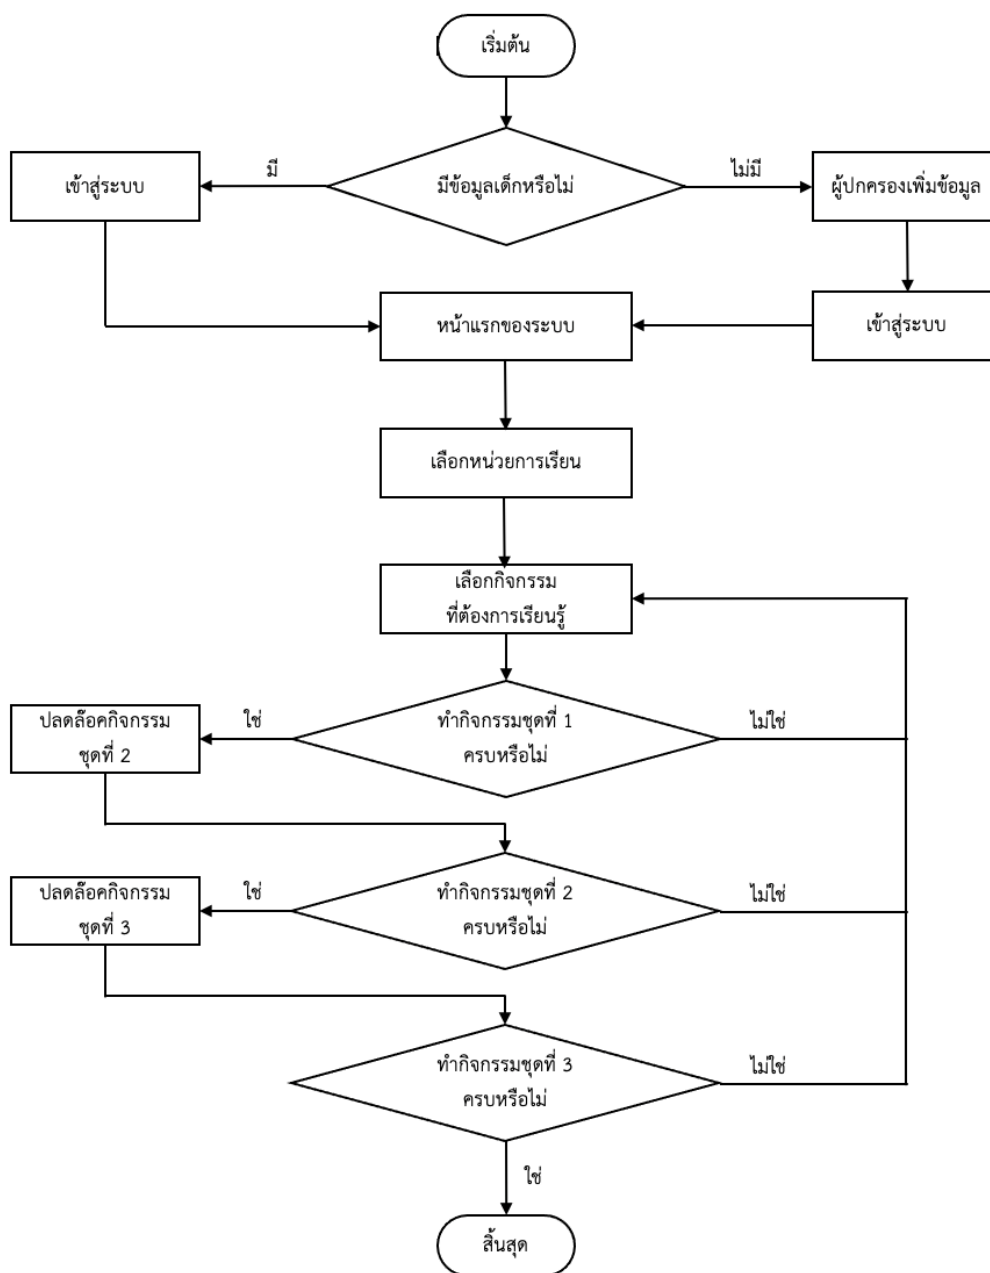 เริ่มต้น
มี
ไม่มี
เข้าสู่ระบบ
มีข้อมูลเด็กหรือไม่
ผู้ปกครองเพิ่มข้อมูล
หน้าแรกของระบบ
เข้าสู่ระบบ
เลือกหน่วยการเรียน
เลือกกิจกรรม
ที่ต้องการเรียนรู้
ปลดล๊อคกิจกรรม
ชุดที่ 2
ใช่
ทำกิจกรรมชุดที่ 1
ครบหรือไม่
ไม่ใช่
ปลดล๊อคกิจกรรม
ชุดที่ 3
ใช่
ทำกิจกรรมชุดที่ 2
ครบหรือไม่
ไม่ใช่
ทำกิจกรรมชุดที่ 3
ครบหรือไม่
ไม่ใช่
ใช่
สิ้นสุด